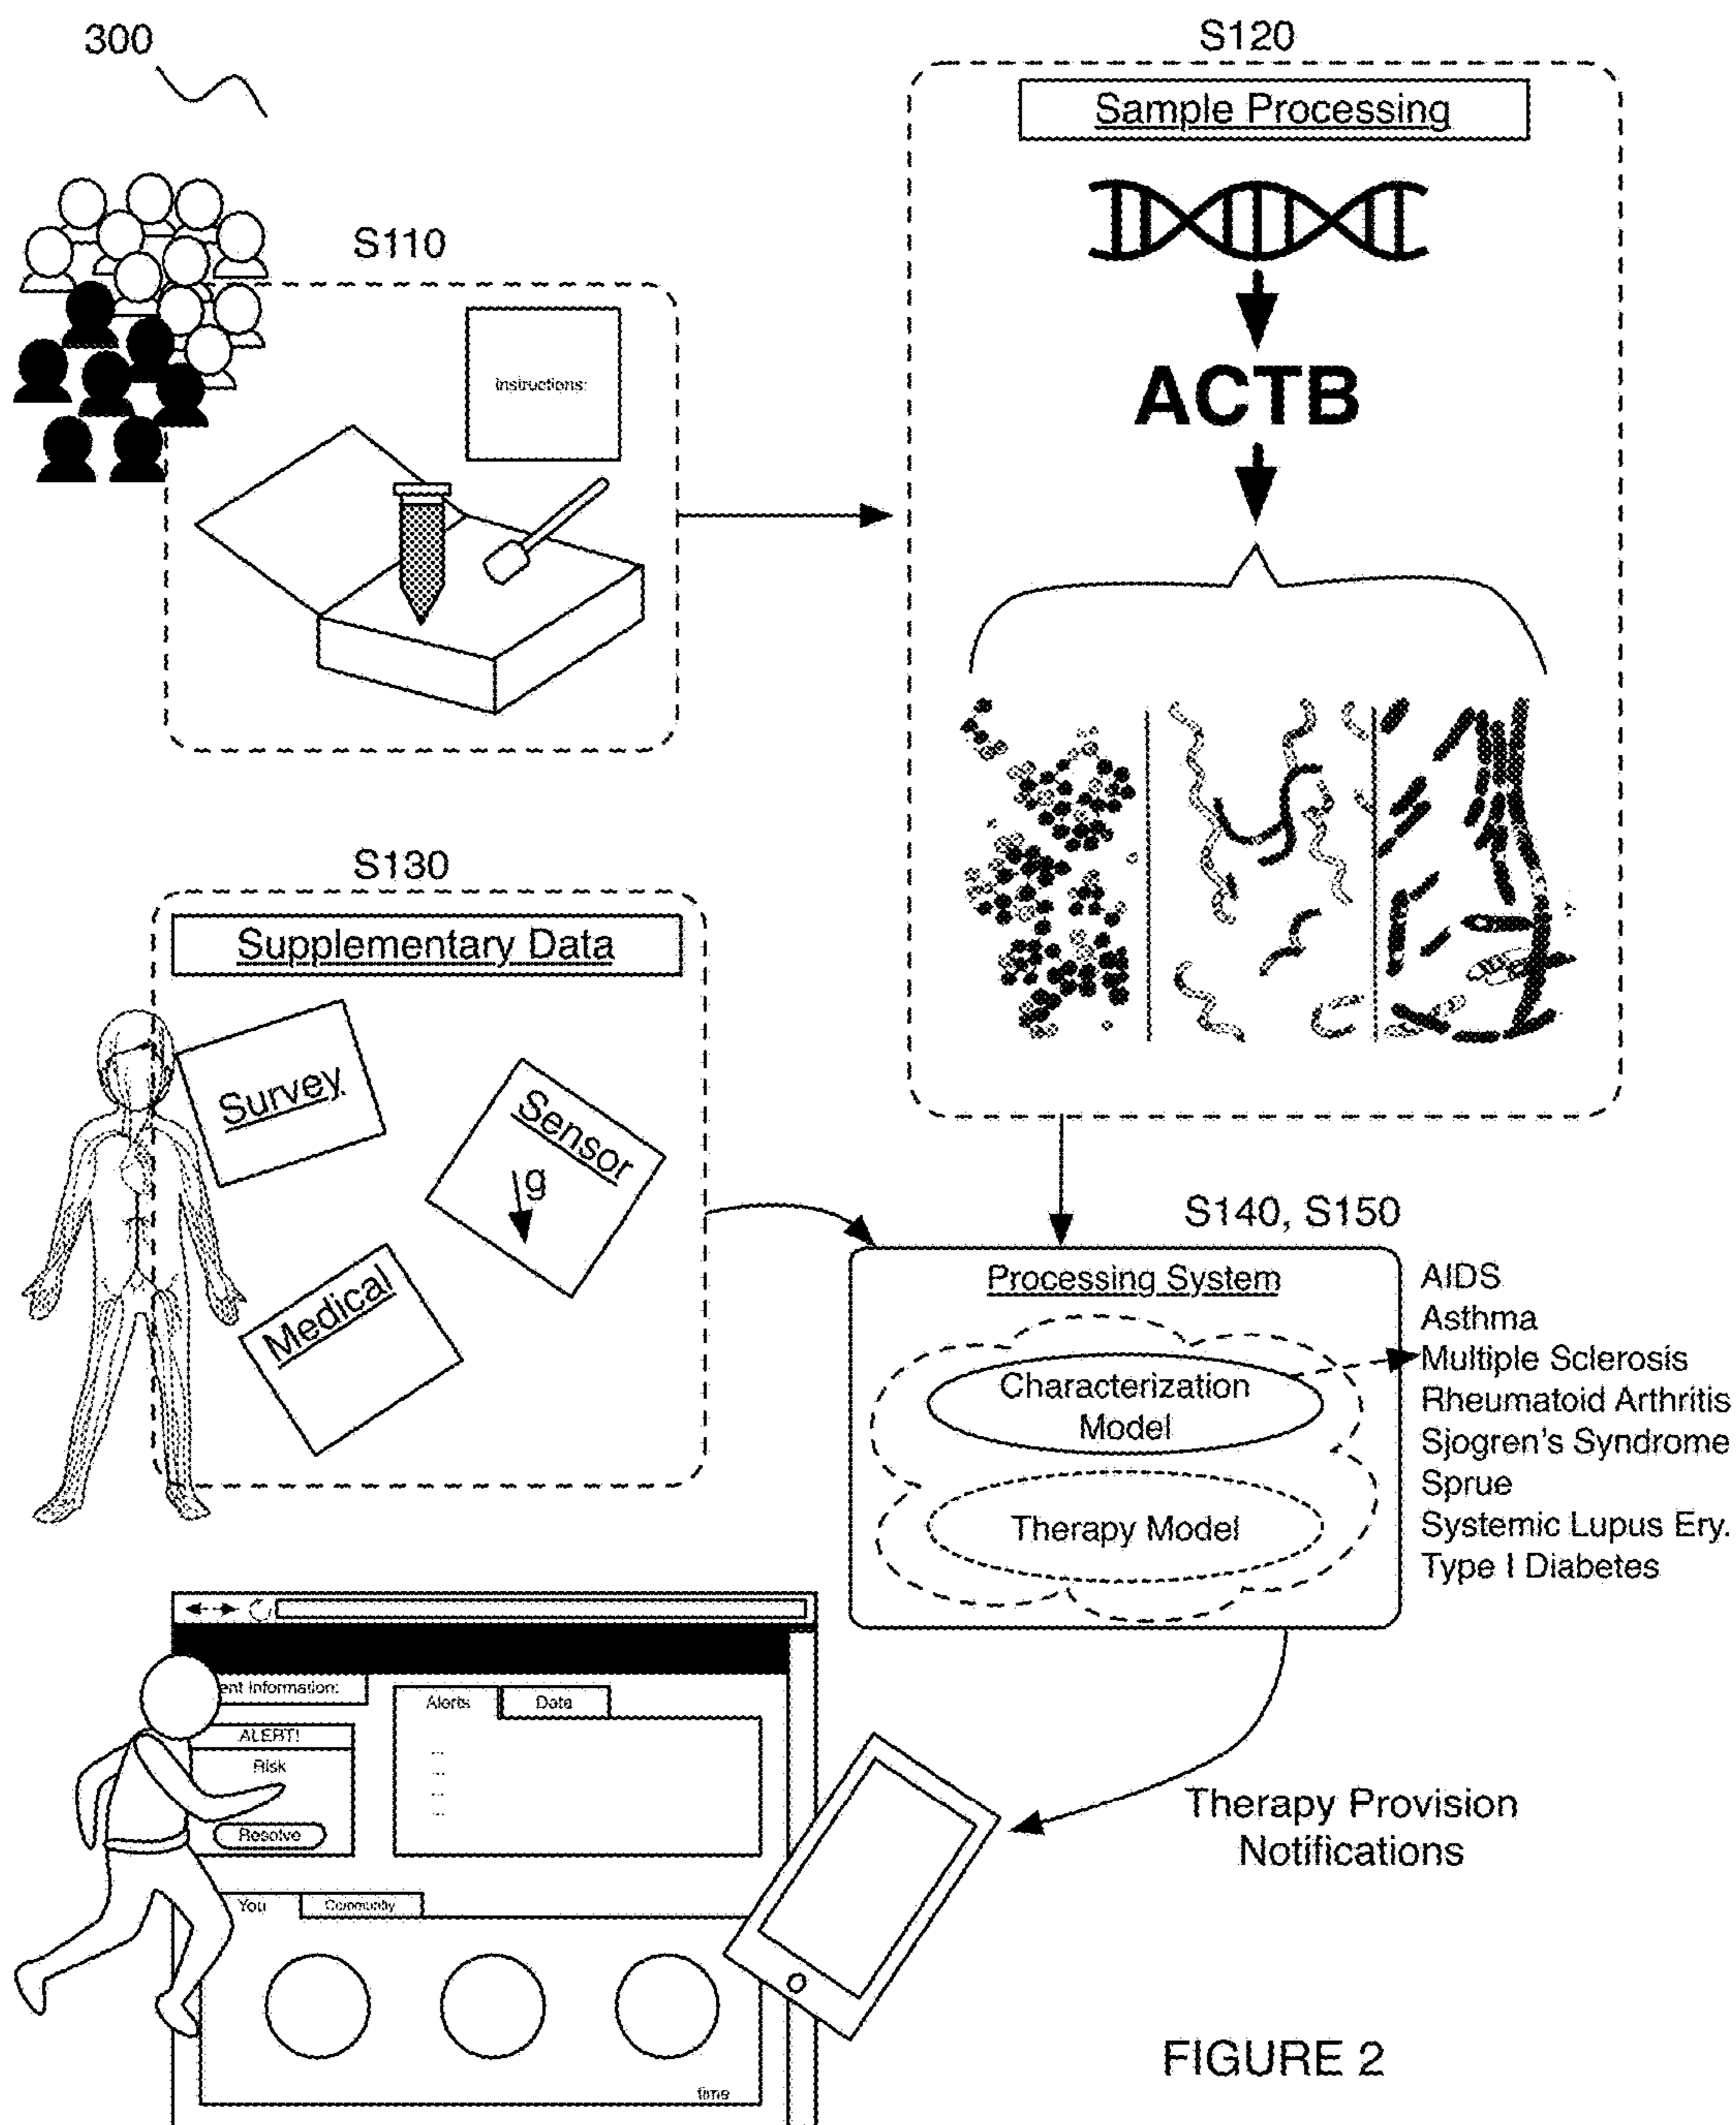 300
S110
instructions:
S120
Sample Processing
ACTB
S130
Supplementary Data
Survey
Sensor
g
Medical
S140, S150
Processing System
Characterization
Model
Therapy Model
AIDS
Asthma
Multiple Sclerosis
Rheumatoid Arthritis
Sjogren's Syndrome
Sprue
Systemic Lupus Ery.
Type I Diabetes
ent Information:
ALERT!
Risk
Resolve
Alerts
Data
...
...
...
...
You
Community
time
Therapy Provision
Notifications
FIGURE 2